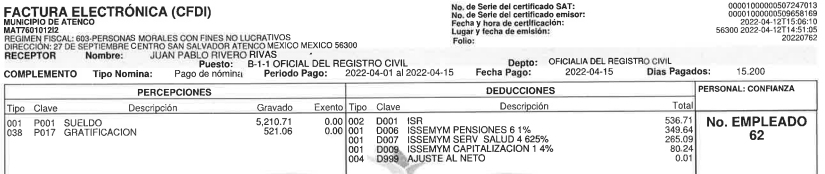 FACTURA ELECTRÓNICA (CFDI)
MUNICIPIO DE ATENCO
MAT7601012I2
REGIMEN FISCAL: 603-PERSONAS MORALES CON FINES NO LUCRATIVOS
DIRECCIÓN: 27 DE SEPTIEMBRE CENTRO SAN SALVADOR ATENCO MEXICO MEXICO 56300
No. de Serie del certificado SAT: 00001000000507247013
No. de Serie del certificado emisor: 00001000000509658169
Fecha y hora de certificación: 2022-04-12T15:06:10
Lugar y fecha de emisión: 56300 2022-04-12T14:51:05
Folio: 20220762
RECEPTOR Nombre: JUAN PABLO RIVERO RIVAS
Puesto: B-1-1 OFICIAL DEL REGISTRO CIVIL Depto: OFICIALIA DEL REGISTRO CIVIL
COMPLEMENTO Tipo Nomina: Pago de nómina Periodo Pago: 2022-04-01 al 2022-04-15 Fecha Pago: 2022-04-15 Dias Pagados: 15.200
PERCEPCIONES
Tipo Clave Descripción Gravado Exento
001 P001 SUELDO 5,210.71 0.00
038 P017 GRATIFICACION 521.06 0.00
DEDUCCIONES
Tipo Clave Descripción Total
002 D001 ISR 536.71
001 D006 ISSEMYM PENSIONES 6 1% 349.64
001 D007 ISSEMYM SERV SALUD 4 625% 265.09
001 D009 ISSEMYM CAPITALIZACION 1 4% 80.24
004 D999 AJUSTE AL NETO 0.01
PERSONAL: CONFIANZA
No. EMPLEADO
62